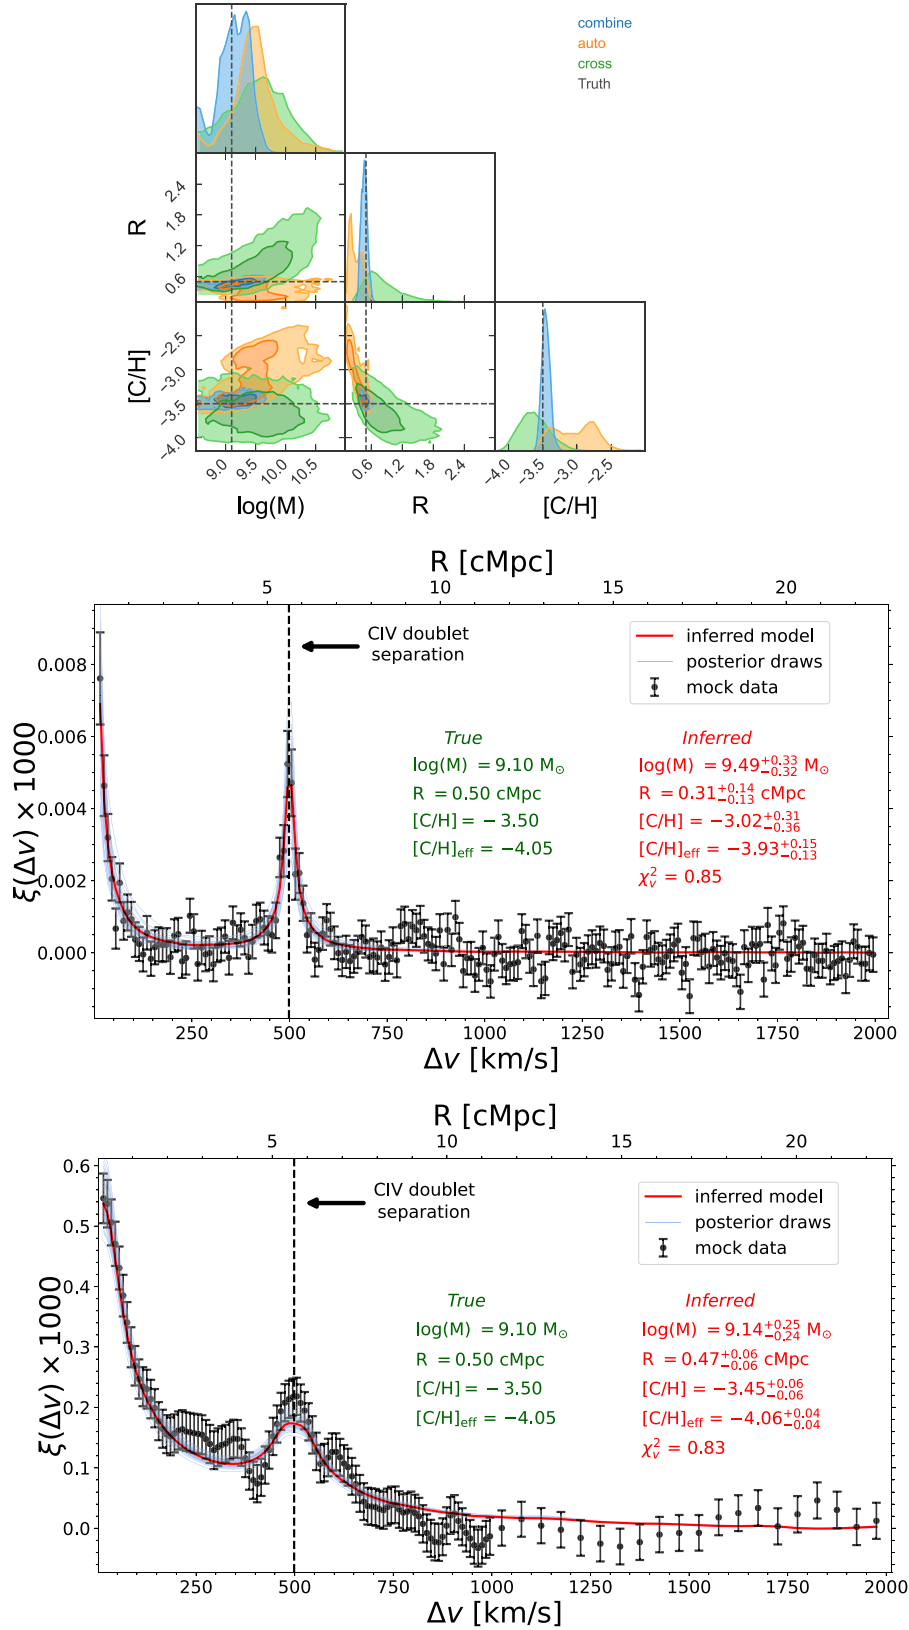 combine
auto
cross
Truth
R
2.4
1.8
1.2
0.6
[C/H]
−2.5
−3.0
−3.5
−4.0
9.0 9.5 10.0 10.5
0.6 1.2 1.8 2.4
−4.0 −3.5 −3.0 −2.5
log(M) R [C/H]
R [cMpc]
0 5 10 15 20
CIV doublet
separation
inferred model
posterior draws
mock data
True
log(M) = 9.10 M☉
R = 0.50 cMpc
[C/H] = − 3.50
[C/H]eff = −4.05
Inferred
log(M) = 9.49+0.33−0.32 M☉
R = 0.31+0.14−0.13 cMpc
[C/H] = −3.02+0.31−0.36
[C/H]eff = −3.93+0.15−0.13
χ²ν = 0.85
ξ(Δv) × 1000
0.008
0.006
0.004
0.002
0.000
0 250 500 750 1000 1250 1500 1750 2000
Δv [km/s]
R [cMpc]
5 10 15 20
CIV doublet
separation
inferred model
posterior draws
mock data
True
log(M) = 9.10 M☉
R = 0.50 cMpc
[C/H] = − 3.50
[C/H]eff = −4.05
Inferred
log(M) = 9.14+0.25−0.24 M☉
R = 0.47+0.06−0.06 cMpc
[C/H] = −3.45+0.06−0.06
[C/H]eff = −4.06+0.04−0.04
χ²ν = 0.83
ξ(Δv) × 1000
0.6
0.5
0.4
0.3
0.2
0.1
0.0
0 250 500 750 1000 1250 1500 1750 2000
Δv [km/s]